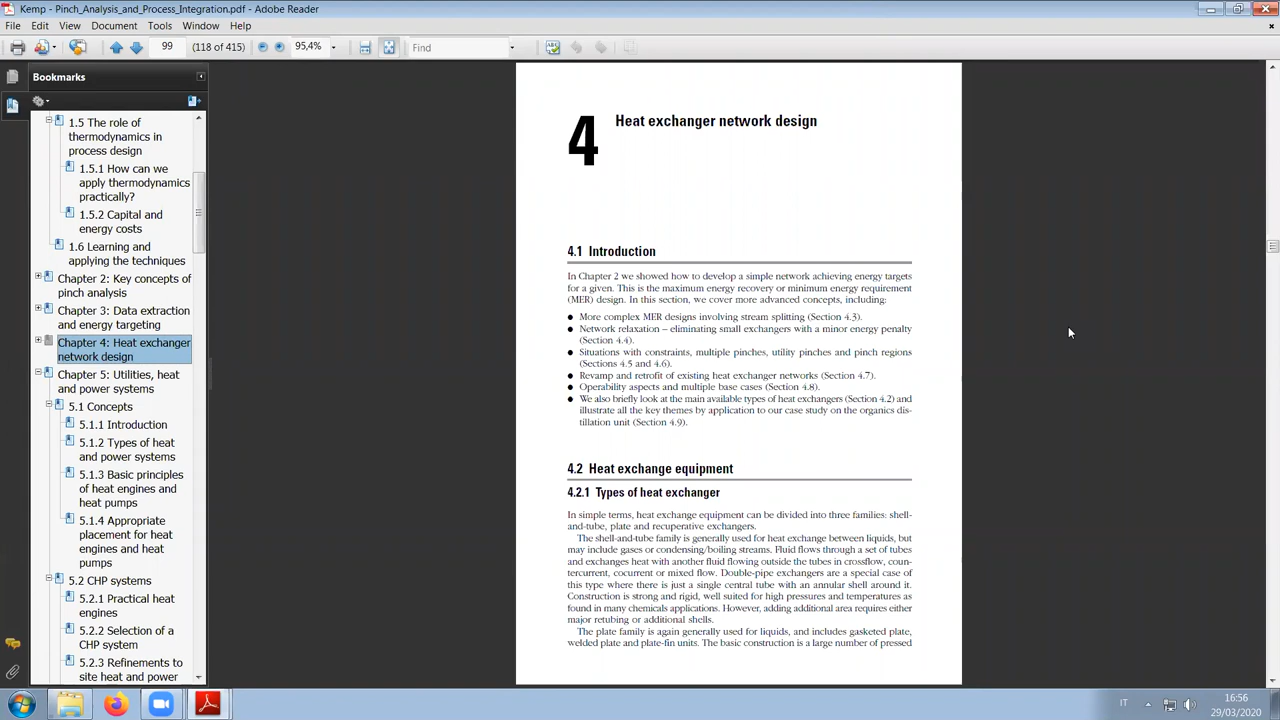 Kemp - Pinch_Analysis_and_Process_Integration.pdf - Adobe Reader
File Edit View Document Tools Window Help
99 (118 of 415) 95,4% Find
Bookmarks
1.5 The role of
thermodynamics in
process design
1.5.1 How can we
apply thermodynamics
practically?
1.5.2 Capital and
energy costs
1.6 Learning and
applying the techniques
Chapter 2: Key concepts of
pinch analysis
Chapter 3: Data extraction
and energy targeting
Chapter 4: Heat exchanger
network design
Chapter 5: Utilities, heat
and power systems
5.1 Concepts
5.1.1 Introduction
5.1.2 Types of heat
and power systems
5.1.3 Basic principles
of heat engines and
heat pumps
5.1.4 Appropriate
placement for heat
engines and heat
pumps
5.2 CHP systems
5.2.1 Practical heat
engines
5.2.2 Selection of a
CHP system
5.2.3 Refinements to
site heat and power
4 Heat exchanger network design
4.1 Introduction
In Chapter 2 we showed how to develop a simple network achieving energy targets
for a given. This is the maximum energy recovery or minimum energy requirement
(MER) design. In this section, we cover more advanced concepts, including:
● More complex MER designs involving stream splitting (Section 4.3).
● Network relaxation – eliminating small exchangers with a minor energy penalty
(Section 4.4).
● Situations with constraints, multiple pinches, utility pinches and pinch regions
(Sections 4.5 and 4.6).
● Revamp and retrofit of existing heat exchanger networks (Section 4.7).
● Operability aspects and multiple base cases (Section 4.8).
● We also briefly look at the main available types of heat exchangers (Section 4.2) and
illustrate all the key themes by application to our case study on the organics dis-
tillation unit (Section 4.9).
4.2 Heat exchange equipment
4.2.1 Types of heat exchanger
In simple terms, heat exchange equipment can be divided into three families: shell-
and-tube, plate and recuperative exchangers.
The shell-and-tube family is generally used for heat exchange between liquids, but
may include gases or condensing/boiling streams. Fluid flows through a set of tubes
and exchanges heat with another fluid flowing outside the tubes in crossflow, coun-
tercurrent, cocurrent or mixed flow. Double-pipe exchangers are a special case of
this type where there is just a single central tube with an annular shell around it.
Construction is strong and rigid, well suited for high pressures and temperatures as
found in many chemicals applications. However, adding additional area requires either
major retubing or additional shells.
The plate family is again generally used for liquids, and includes gasketed plate,
welded plate and plate-fin units. The basic construction is a large number of pressed
IT
16:56
29/03/2020